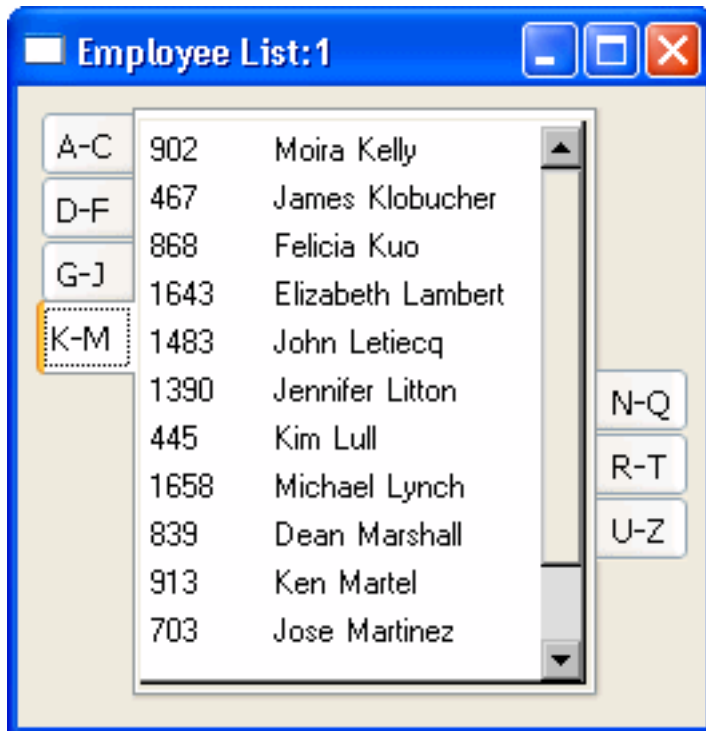 Employee List:1
A-C
D-F
G-J
K-M
902 Moira Kelly
467 James Klobucher
868 Felicia Kuo
1643 Elizabeth Lambert
1483 John Letiecq
1390 Jennifer Litton
445 Kim Lull
1658 Michael Lynch
839 Dean Marshall
913 Ken Martel
703 Jose Martinez
N-Q
R-T
U-Z